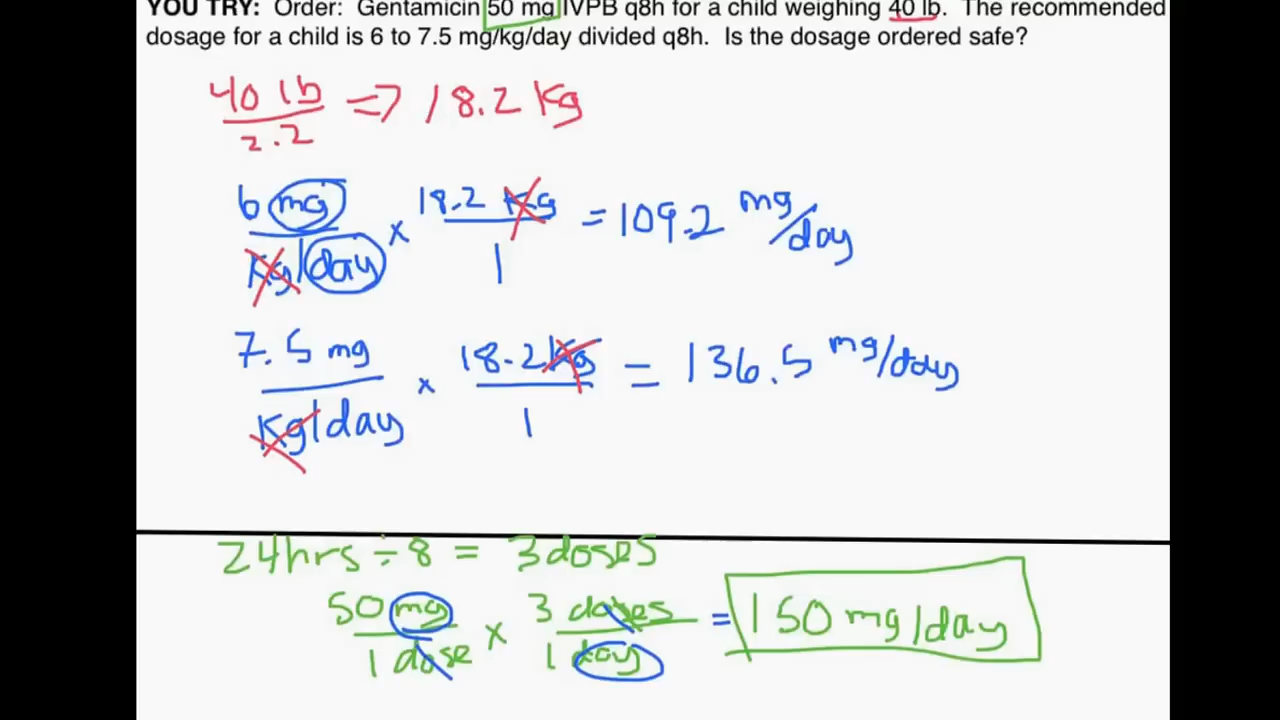 YOU TRY: Order: Gentamicin 50 mg IVPB q8h for a child weighing 40 lb. The recommended
dosage for a child is 6 to 7.5 mg/kg/day divided q8h. Is the dosage ordered safe?
40 lb
2.2
=> 18.2 Kg
6 mg
Kg/day
x
18.2 Kg
1
= 109.2 mg/day
7.5 mg
Kg/day
x
18.2 Kg
1
= 136.5 mg/day
24hrs ÷ 8 = 3 doses
50 mg
1 dose
x
3 doses
1 day
= 150 mg/day